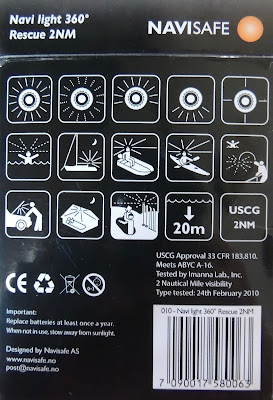 Navi light 360°
Rescue 2NM
NAVISAFE
20m
USCG
2NM
USCG Approval 33 CFR 183.810.
Meets ABYC A-16.
Tested by Imanna Lab., Inc.
2 Nautical Mile visibility
Type tested: 24th February 2010
CE
Important:
Replace batteries at least once a year.
When not in use, stow away from sunlight.
Designed by Navisafe AS
www.navisafe.no
post@navisafe.no
010 - Navi light 360° Rescue 2NM
7 090017 580063